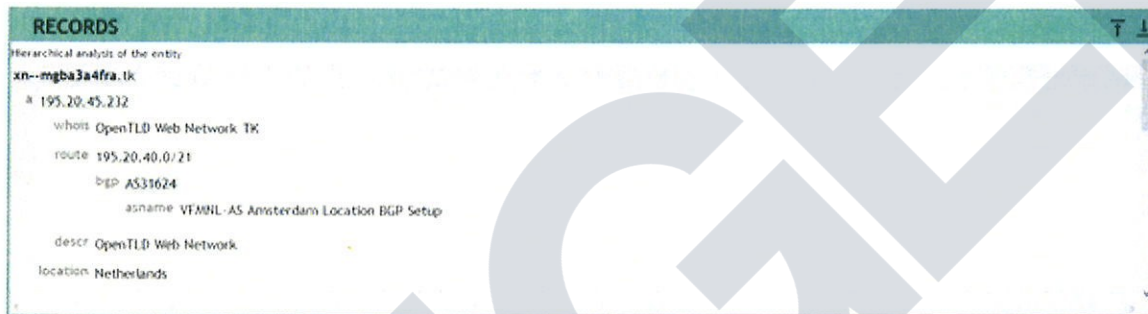 RECORDS
Hierarchical analysis of the entity
xn--mgba3a4fra.tk
a 195.20.45.232
whois OpenTLD Web Network TK
route 195.20.40.0/21
bgp AS31624
asname VFMNL-AS Amsterdam Location BGP Setup
descr OpenTLD Web Network
location Netherlands